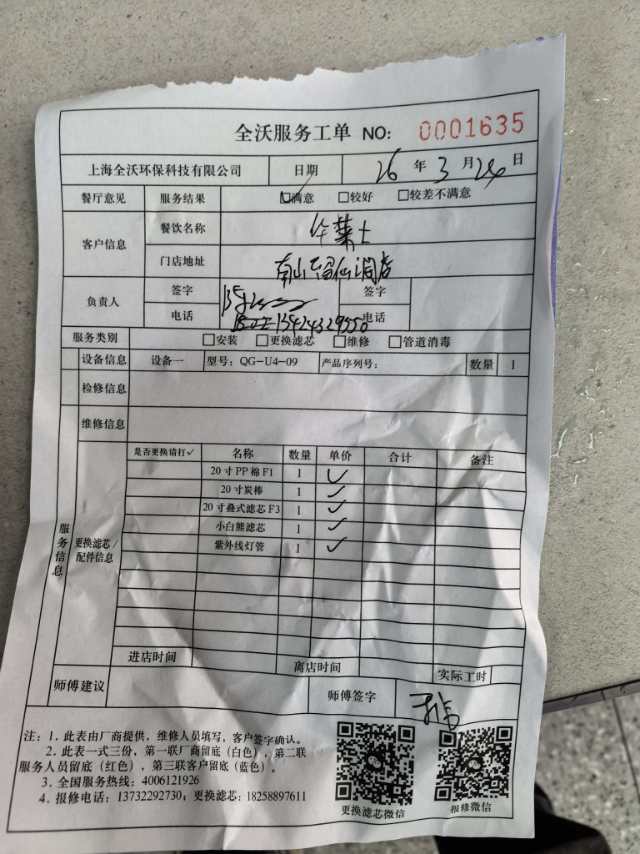 全沃服务工单 NO: 0001635
上海全沃环保科技有限公司 日期 26 年 3 月 24 日
餐厅意见 服务结果 ☑满意 □较好 □较差不满意
客户信息 餐饮名称 华莱士
门店地址 南山留仙洞店
负责人 签字 签字
电话 13424329550 电话
服务类别 □安装 □更换滤芯 □维修 □管道消毒
设备信息 设备一 型号: QG-U4-09 产品序列号: 数量 1
检修信息
维修信息
服务信息 更换滤芯/配件信息
是否更换请打✓ 名称 数量 单价 合计 备注
20寸PP棉F1 1 ✓
20寸炭棒 1 ✓
20寸叠式滤芯F3 1 ✓
小白熊滤芯 1 ✓
紫外线灯管 1 ✓
进店时间 离店时间 实际工时
师傅建议 师傅签字
注: 1. 此表由厂商提供, 维修人员填写, 客户签字确认。
2. 此表一式三份, 第一联厂商留底(白色), 第二联
服务人员留底(红色), 第三联客户留底(蓝色)。
3. 全国服务热线: 4006121926
4. 报修电话: 13732292730; 更换滤芯: 18258897611
更换滤芯微信 报修微信